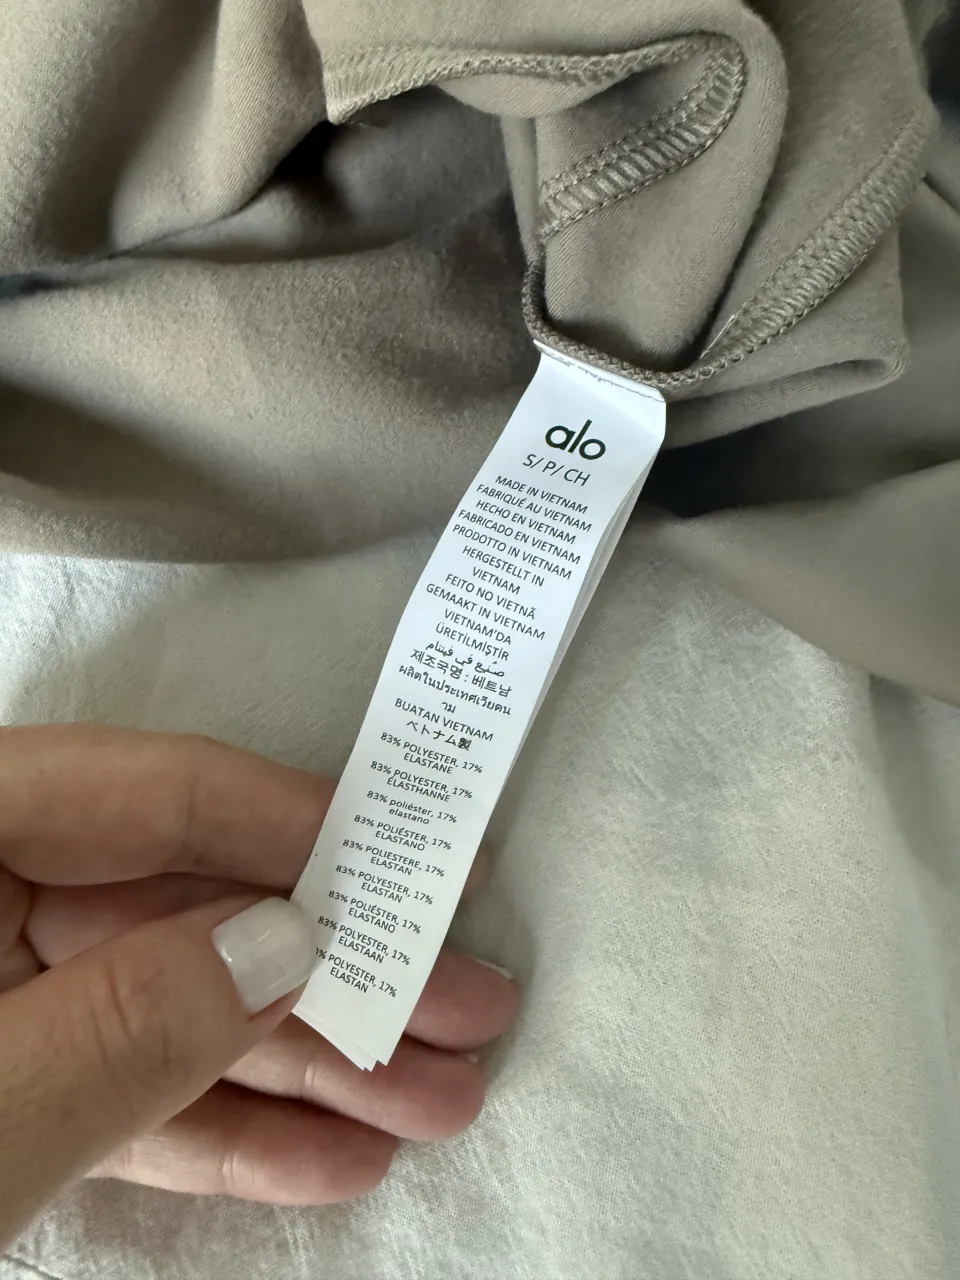 alo
S/ P/ CH
MADE IN VIETNAM
FABRIQUÉ AU VIETNAM
HECHO EN VIETNAM
FABRICADO EN VIETNAM
PRODOTTO IN VIETNAM
HERGESTELLT IN
VIETNAM
FEITO NO VIETNÃ
GEMAAKT IN VIETNAM
VIETNAM'DA
ÜRETİLMİŞTİR
صنع في فيتنام
제조국명 : 베트남
ผลิตในประเทศเวียดน
าม
BUATAN VIETNAM
ベトナム製
83% POLYESTER, 17%
ELASTANE
83% POLYESTER, 17%
ÉLASTHANNE
83% poliéster, 17%
elastano
83% POLIÉSTER, 17%
ELASTANO
83% POLIESTERE, 17%
ELASTAN
83% POLYESTER, 17%
ELASTAN
83% POLIÉSTER, 17%
ELASTANO
83% POLYESTER, 17%
ELASTAAN
% POLYESTER, 17%
ELASTAN